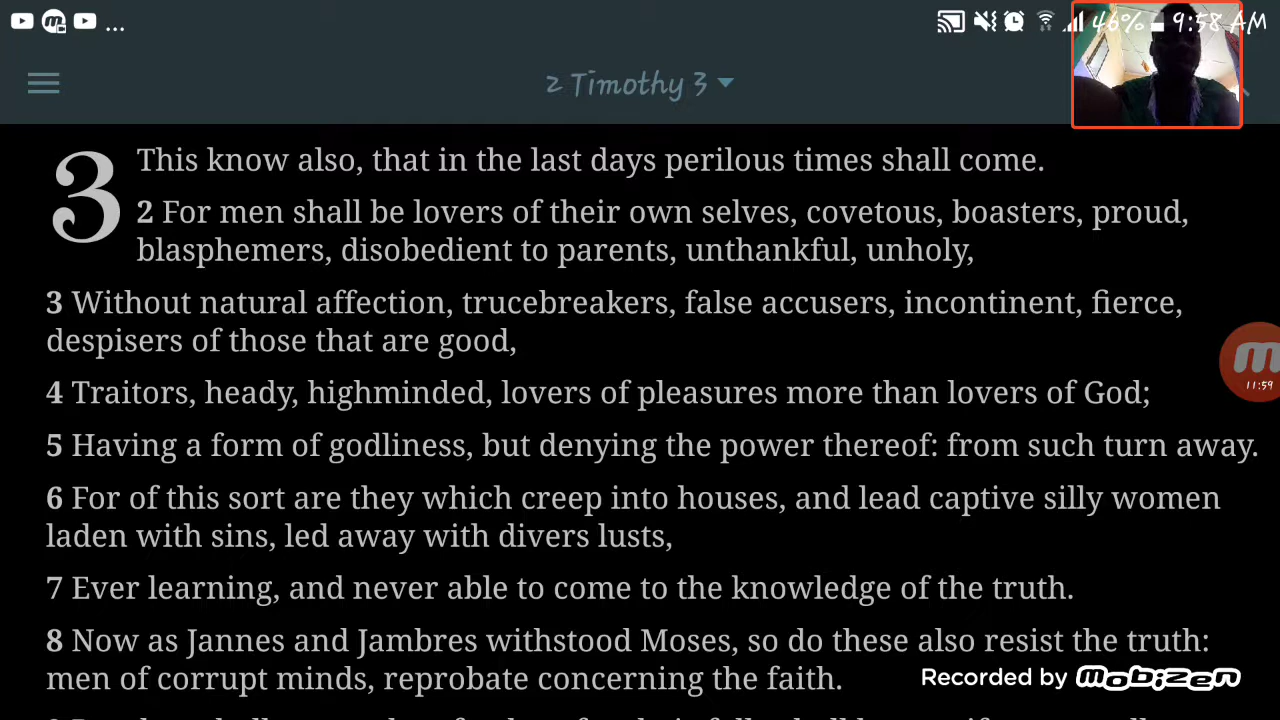 ...
46% 9:58 AM
2 Timothy 3
3 This know also, that in the last days perilous times shall come.
2 For men shall be lovers of their own selves, covetous, boasters, proud,
blasphemers, disobedient to parents, unthankful, unholy,
3 Without natural affection, trucebreakers, false accusers, incontinent, fierce,
despisers of those that are good,
4 Traitors, heady, highminded, lovers of pleasures more than lovers of God;
5 Having a form of godliness, but denying the power thereof: from such turn away.
6 For of this sort are they which creep into houses, and lead captive silly women
laden with sins, led away with divers lusts,
7 Ever learning, and never able to come to the knowledge of the truth.
8 Now as Jannes and Jambres withstood Moses, so do these also resist the truth:
men of corrupt minds, reprobate concerning the faith.
m
11:59
Recorded by mobizen